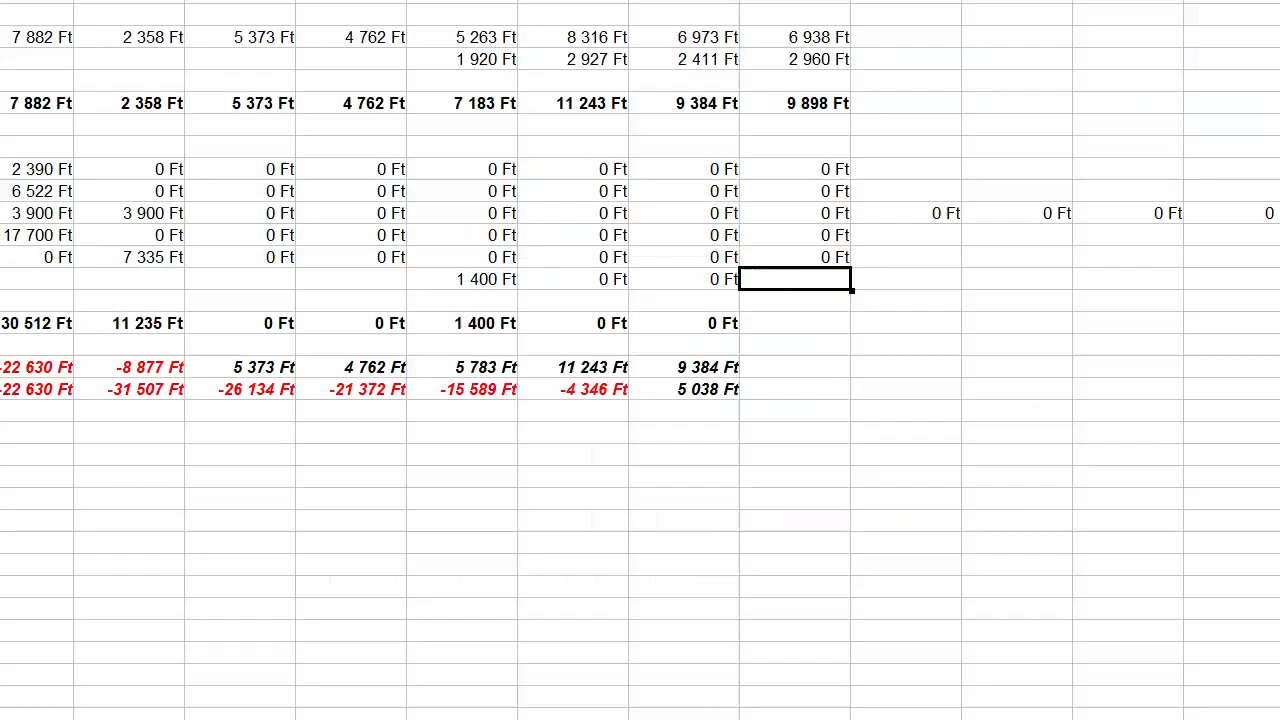 7 882 Ft 2 358 Ft 5 373 Ft 4 762 Ft 5 263 Ft 8 316 Ft 6 973 Ft 6 938 Ft
1 920 Ft 2 927 Ft 2 411 Ft 2 960 Ft
7 882 Ft 2 358 Ft 5 373 Ft 4 762 Ft 7 183 Ft 11 243 Ft 9 384 Ft 9 898 Ft
2 390 Ft 0 Ft 0 Ft 0 Ft 0 Ft 0 Ft 0 Ft 0 Ft
6 522 Ft 0 Ft 0 Ft 0 Ft 0 Ft 0 Ft 0 Ft 0 Ft
3 900 Ft 3 900 Ft 0 Ft 0 Ft 0 Ft 0 Ft 0 Ft 0 Ft 0 Ft 0 Ft 0 Ft 0
17 700 Ft 0 Ft 0 Ft 0 Ft 0 Ft 0 Ft 0 Ft 0 Ft
0 Ft 7 335 Ft 0 Ft 0 Ft 0 Ft 0 Ft 0 Ft 0 Ft
1 400 Ft 0 Ft 0 Ft
30 512 Ft 11 235 Ft 0 Ft 0 Ft 1 400 Ft 0 Ft 0 Ft
-22 630 Ft -8 877 Ft 5 373 Ft 4 762 Ft 5 783 Ft 11 243 Ft 9 384 Ft
-22 630 Ft -31 507 Ft -26 134 Ft -21 372 Ft -15 589 Ft -4 346 Ft 5 038 Ft